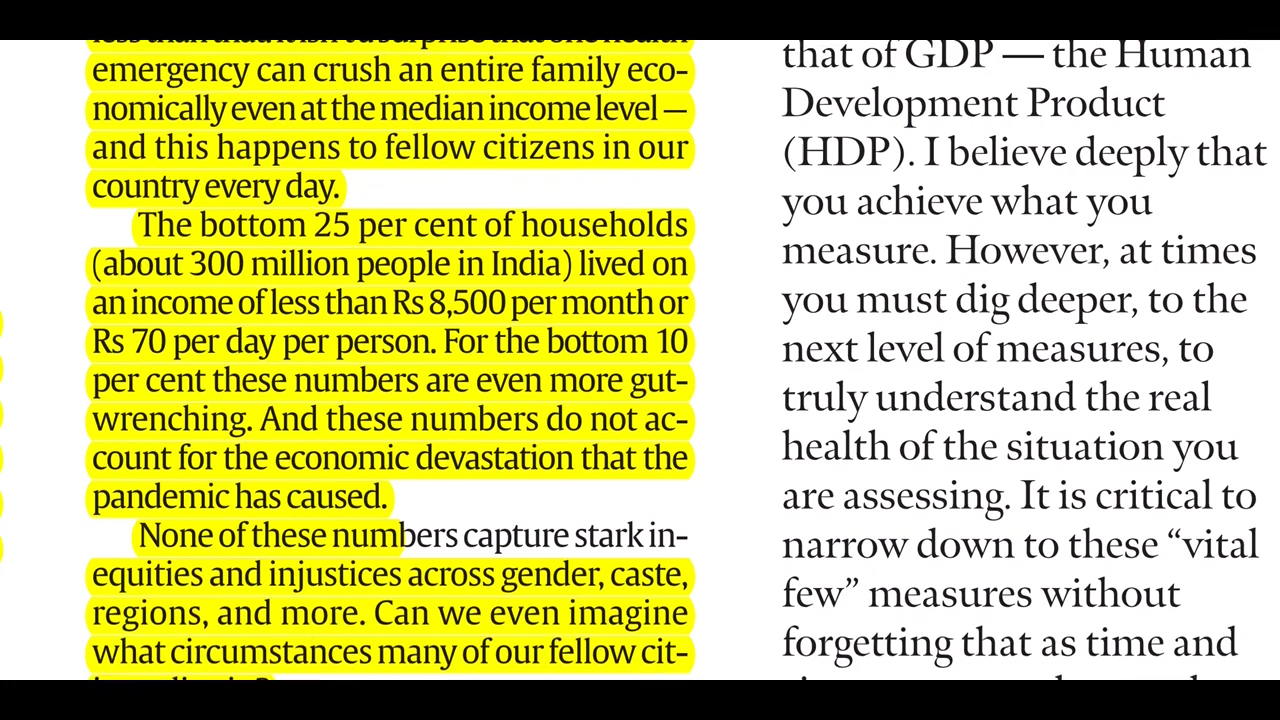 less than that. It isn't a surprise that one health
emergency can crush an entire family eco-
nomically even at the median income level —
and this happens to fellow citizens in our
country every day.
The bottom 25 per cent of households
(about 300 million people in India) lived on
an income of less than Rs 8,500 per month or
Rs 70 per day per person. For the bottom 10
per cent these numbers are even more gut-
wrenching. And these numbers do not ac-
count for the economic devastation that the
pandemic has caused.
None of these numbers capture stark in-
equities and injustices across gender, caste,
regions, and more. Can we even imagine
what circumstances many of our fellow cit-
that of GDP — the Human
Development Product
(HDP). I believe deeply that
you achieve what you
measure. However, at times
you must dig deeper, to the
next level of measures, to
truly understand the real
health of the situation you
are assessing. It is critical to
narrow down to these “vital
few” measures without
forgetting that as time and